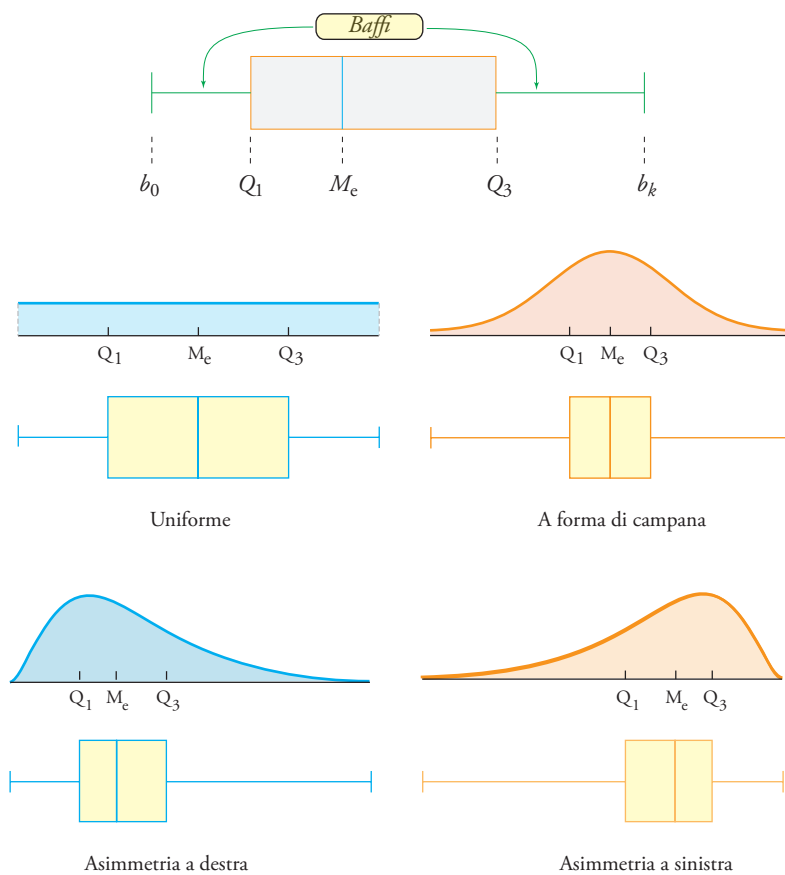 Baffi
b₀ Q₁ Mₑ Q₃ bₖ
Q₁ Mₑ Q₃
Q₁ Mₑ Q₃
Uniforme
A forma di campana
Q₁ Mₑ Q₃
Q₁ Mₑ Q₃
Asimmetria a destra
Asimmetria a sinistra